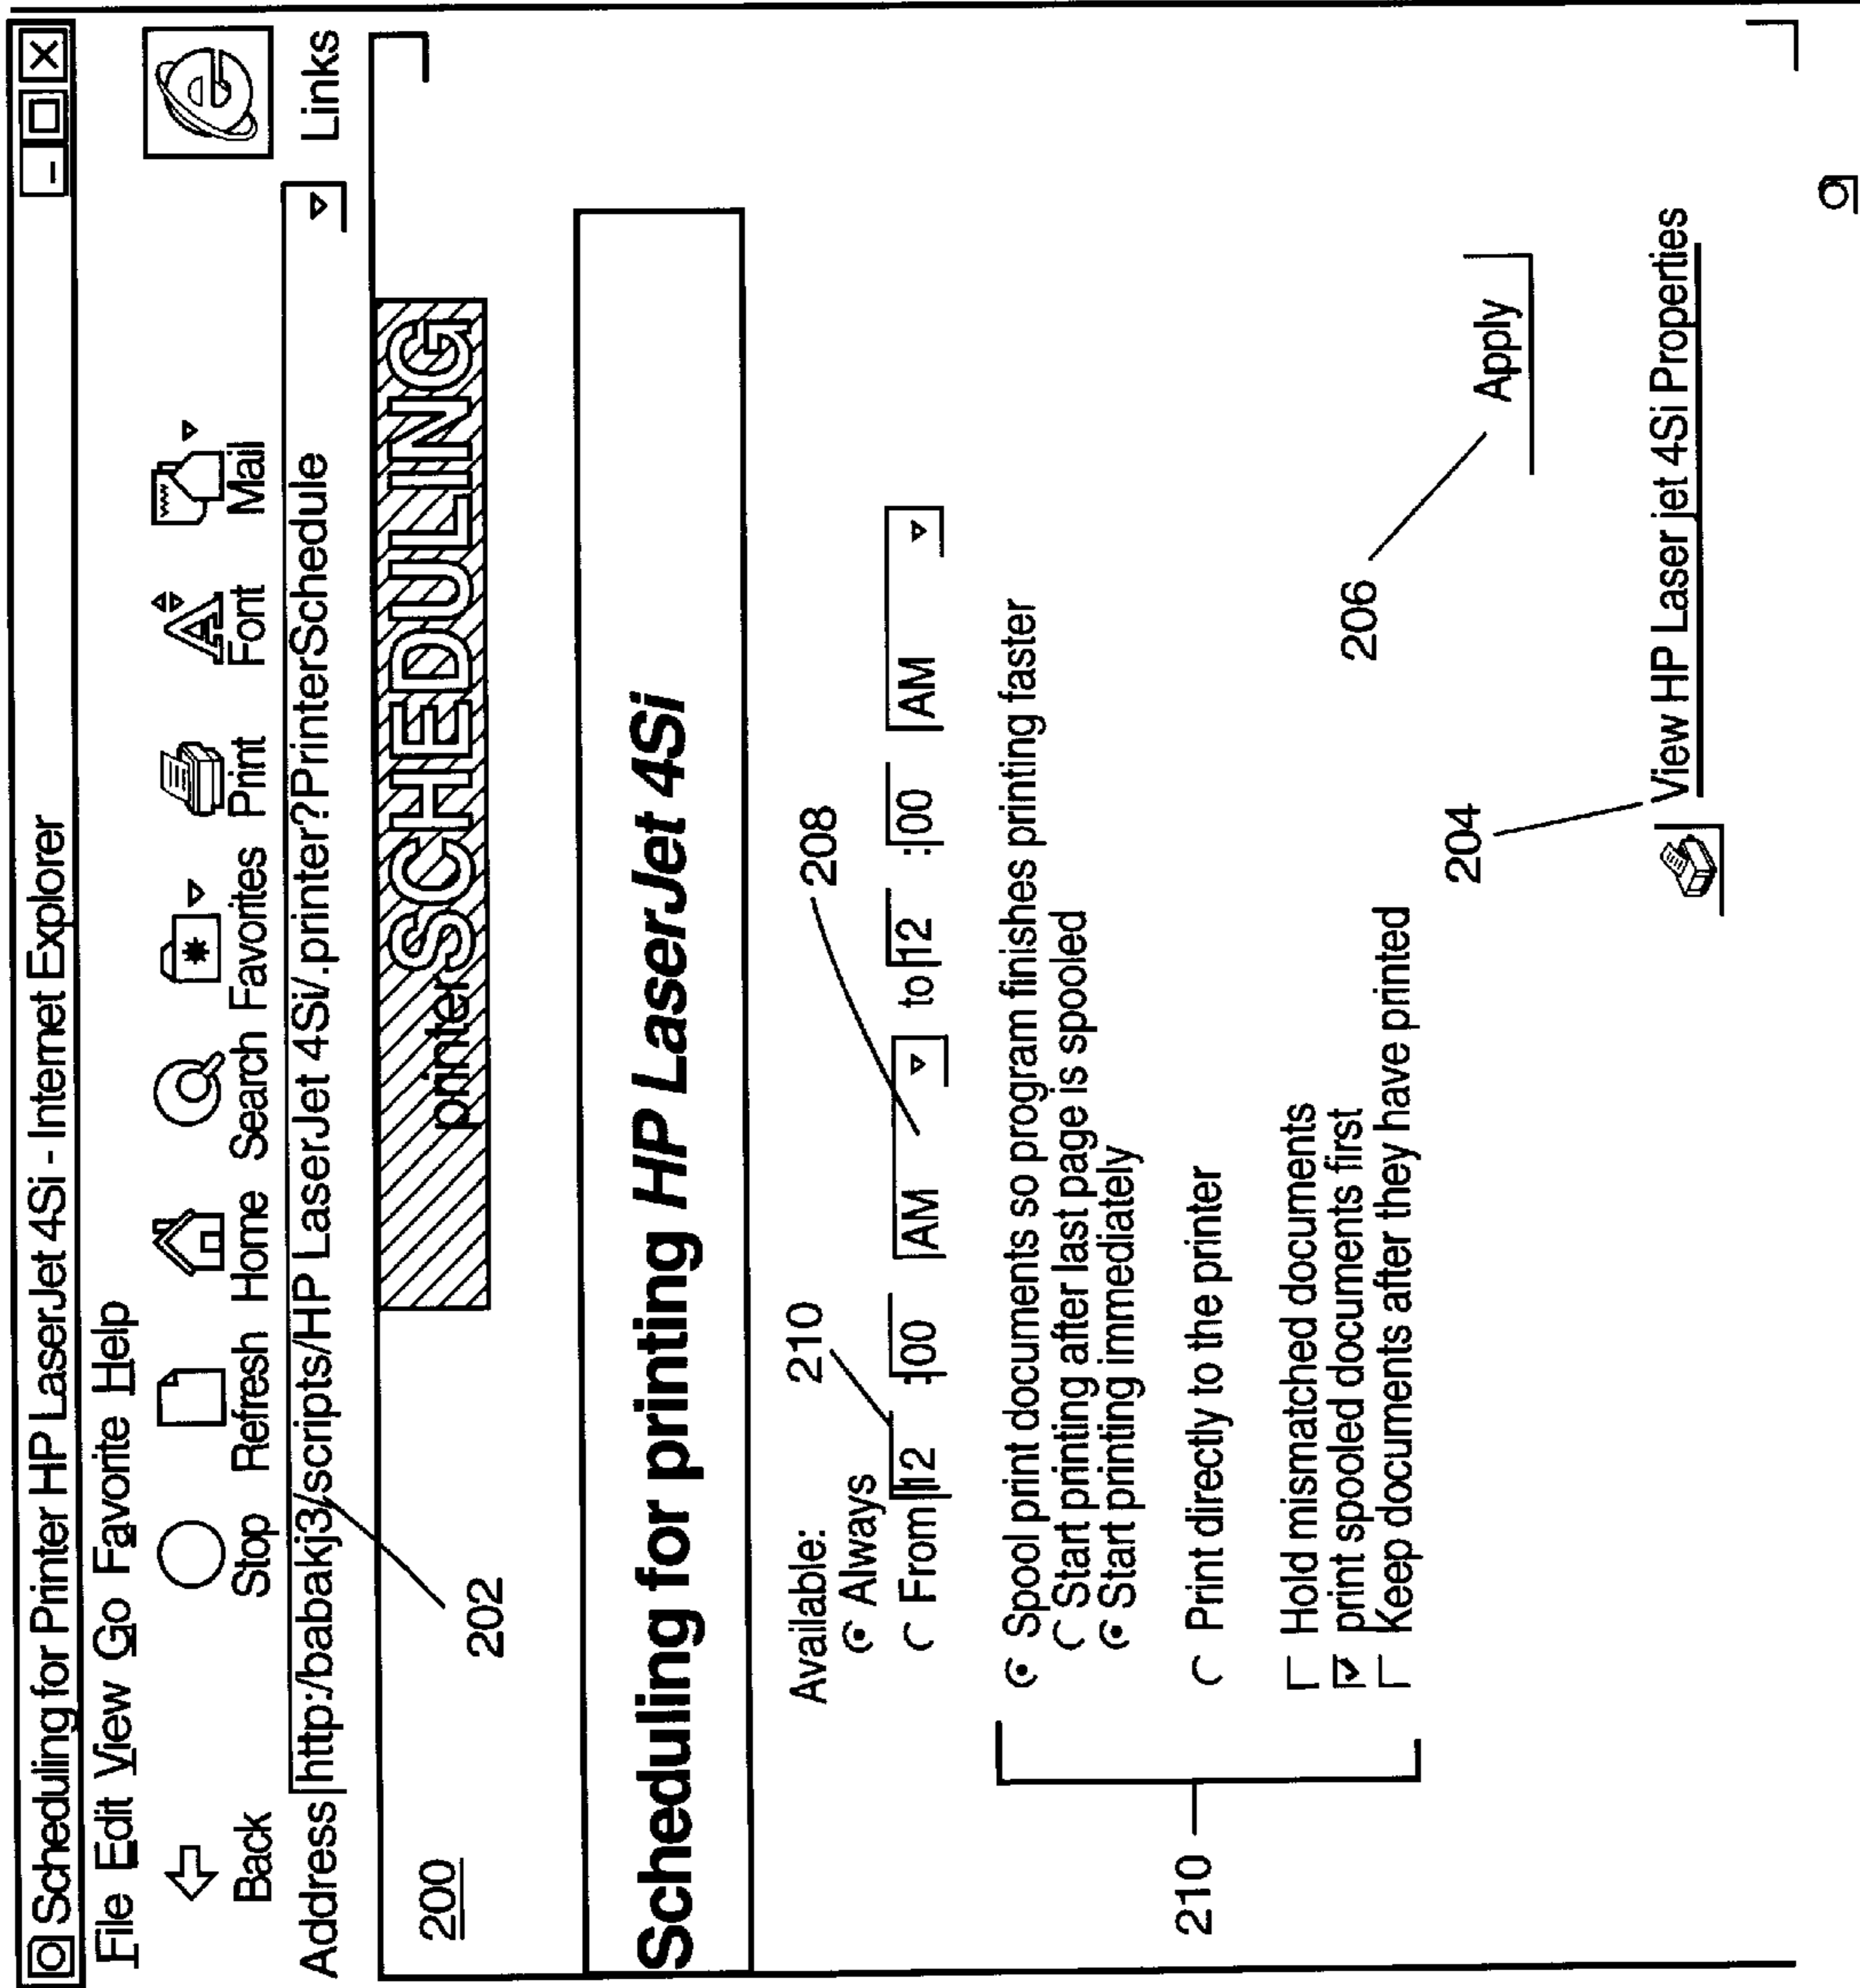 Scheduling for Printer HP LaserJet 4Si - Internet Explorer
File Edit View Go Favorite Help
Back Stop Refresh Home Search Favorites Print Font Mail
Address http:/babakj3/scripts/HP LaserJet 4Si/.printer?PrinterSchedule Links
200
202
printerSCHEDULING
Scheduling for printing HP LaserJet 4Si
210
208
Available:
Always
From 12 :00 AM to 12 :00 AM
Spool print documents so program finishes printing faster
Start printing after last page is spooled
Start printing immediately
210
Print directly to the printer
Hold mismatched documents
print spooled documents first
Keep documents after they have printed
206
Apply
204
View HP Laser jet 4Si Properties